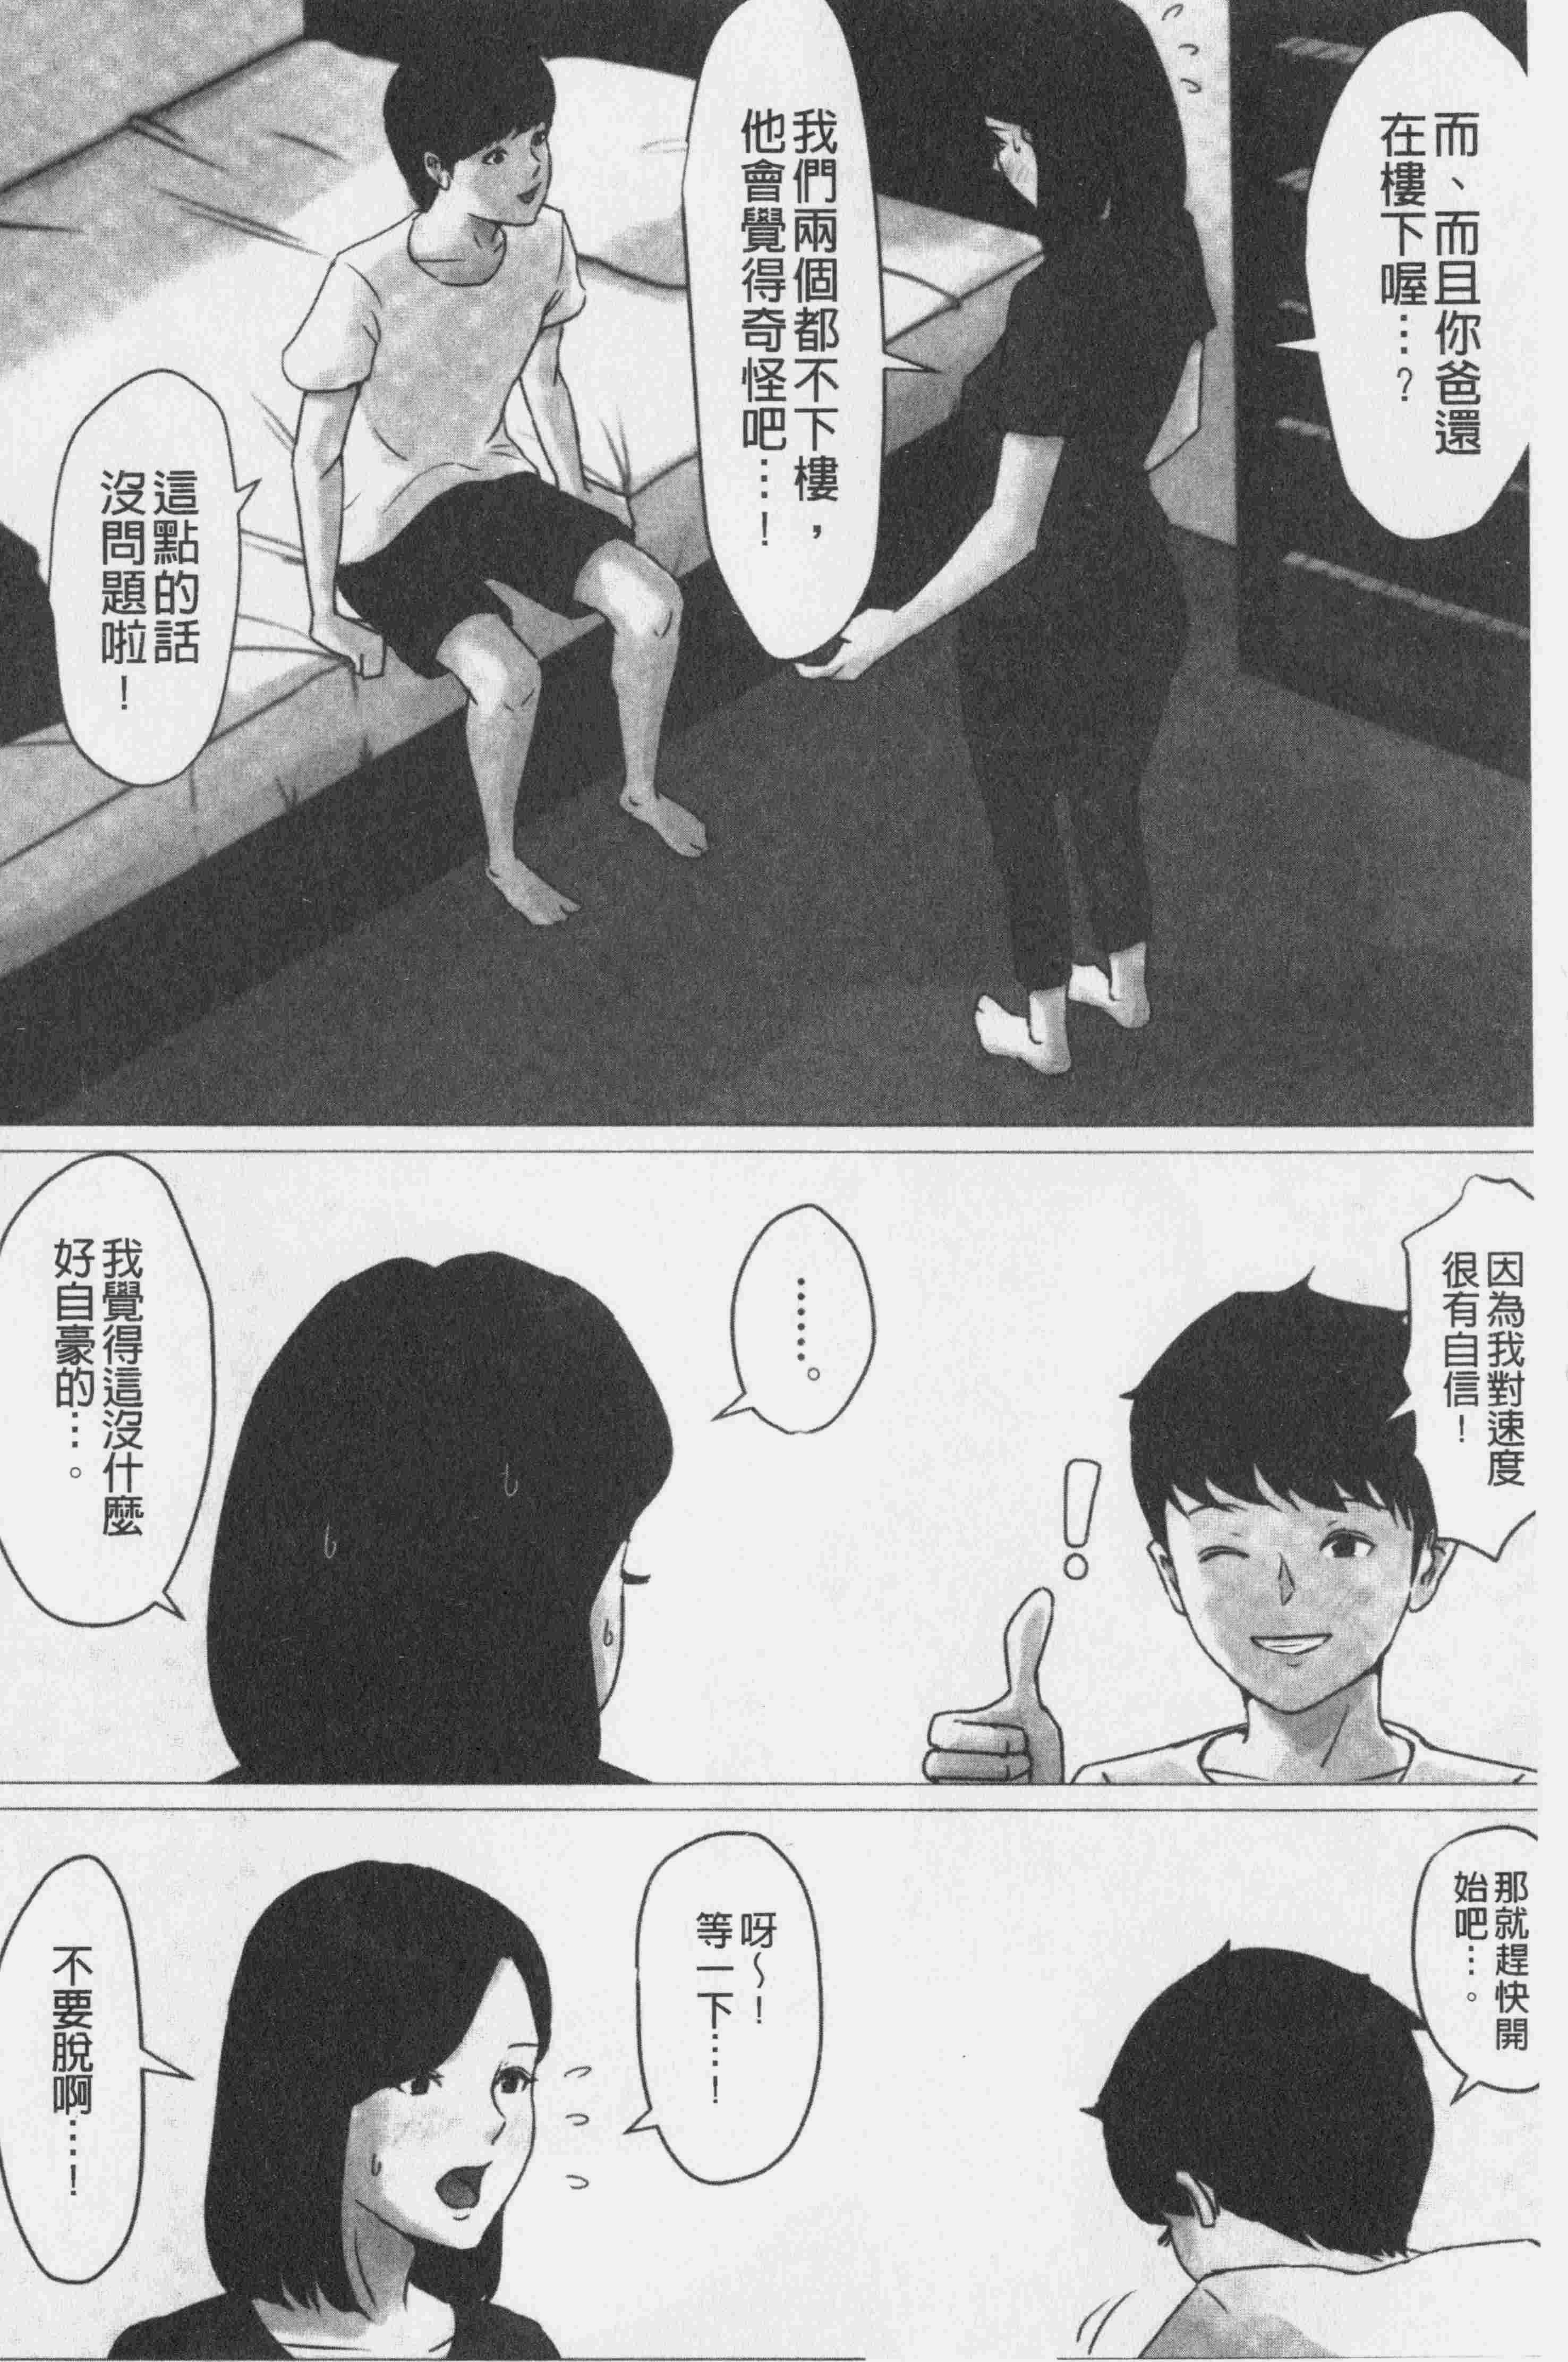 而、而且你爸還
在樓下喔…？
我們兩個都不下樓，
他會覺得奇怪吧…！
這點的話
沒問題啦！
因為我對速度
很有自信！
……。
我覺得這沒什麼
好自豪的…。
那就趕快開
始吧…。
呀～！
等一下…！
不要脫啊…！